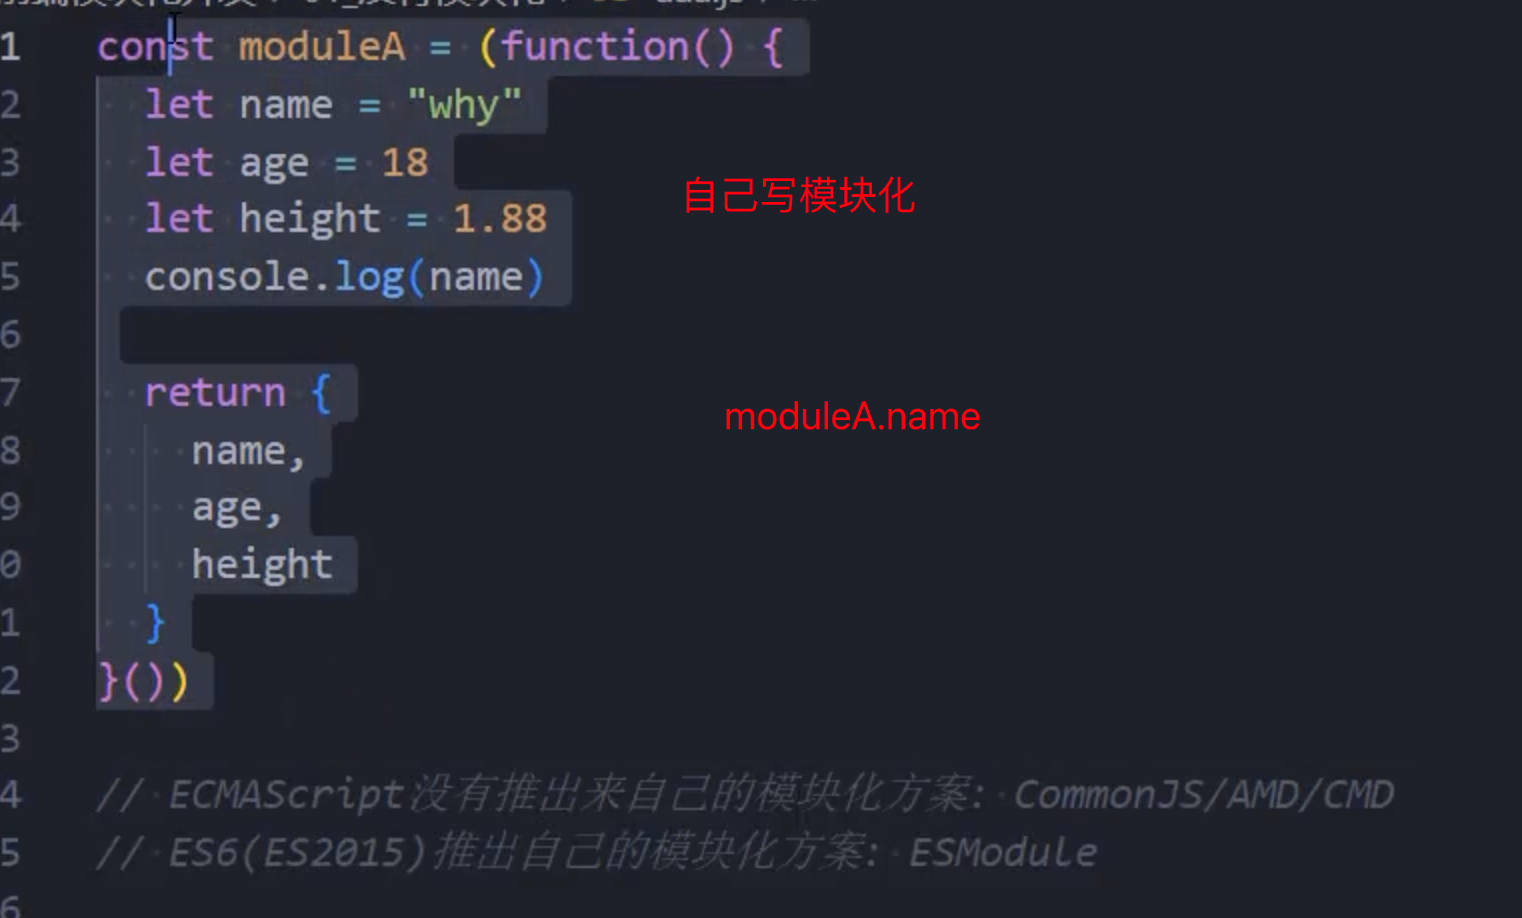 1 const moduleA = (function() {
2 let name = "why"
3 let age = 18
自己写模块化
4 let height = 1.88
5 console.log(name)
6
7 return {
moduleA.name
8 name,
9 age,
0 height
1 }
2 }())
3
4 // ECMAScript没有推出来自己的模块化方案: CommonJS/AMD/CMD
5 // ES6(ES2015)推出自己的模块化方案: ESModule
6